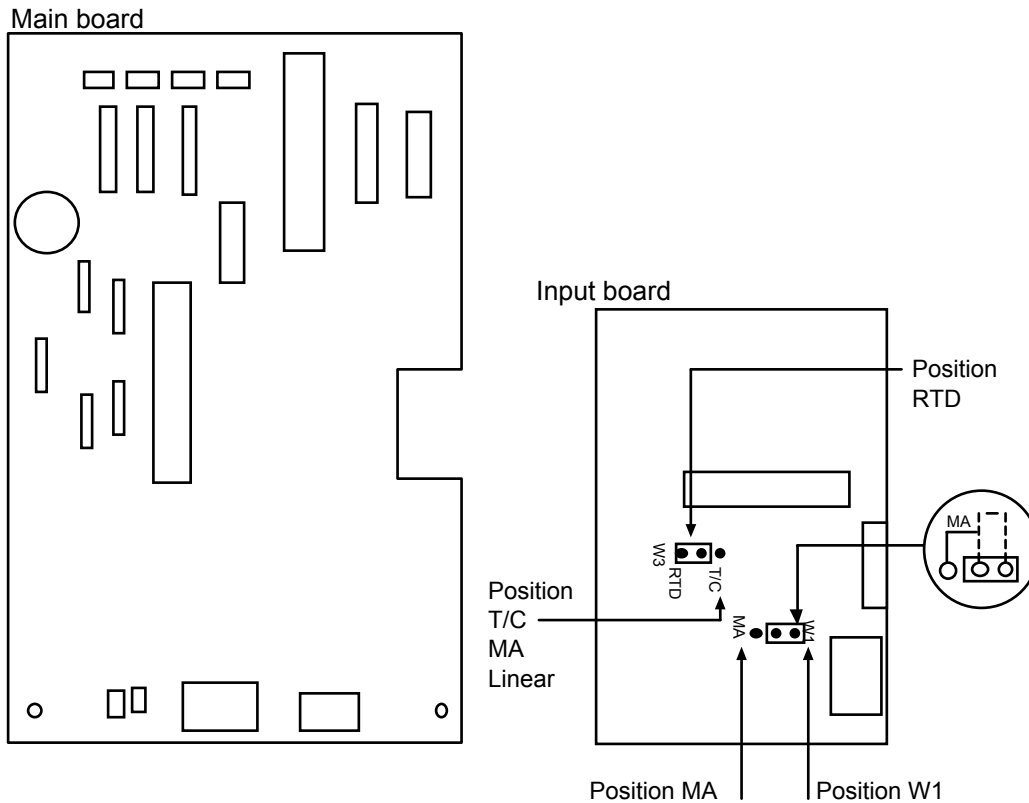 Main board
Input board
Position
RTD
MA
W3
RTD
T/C
Position
T/C
MA
Linear
MA
W1
Position MA
Position W1